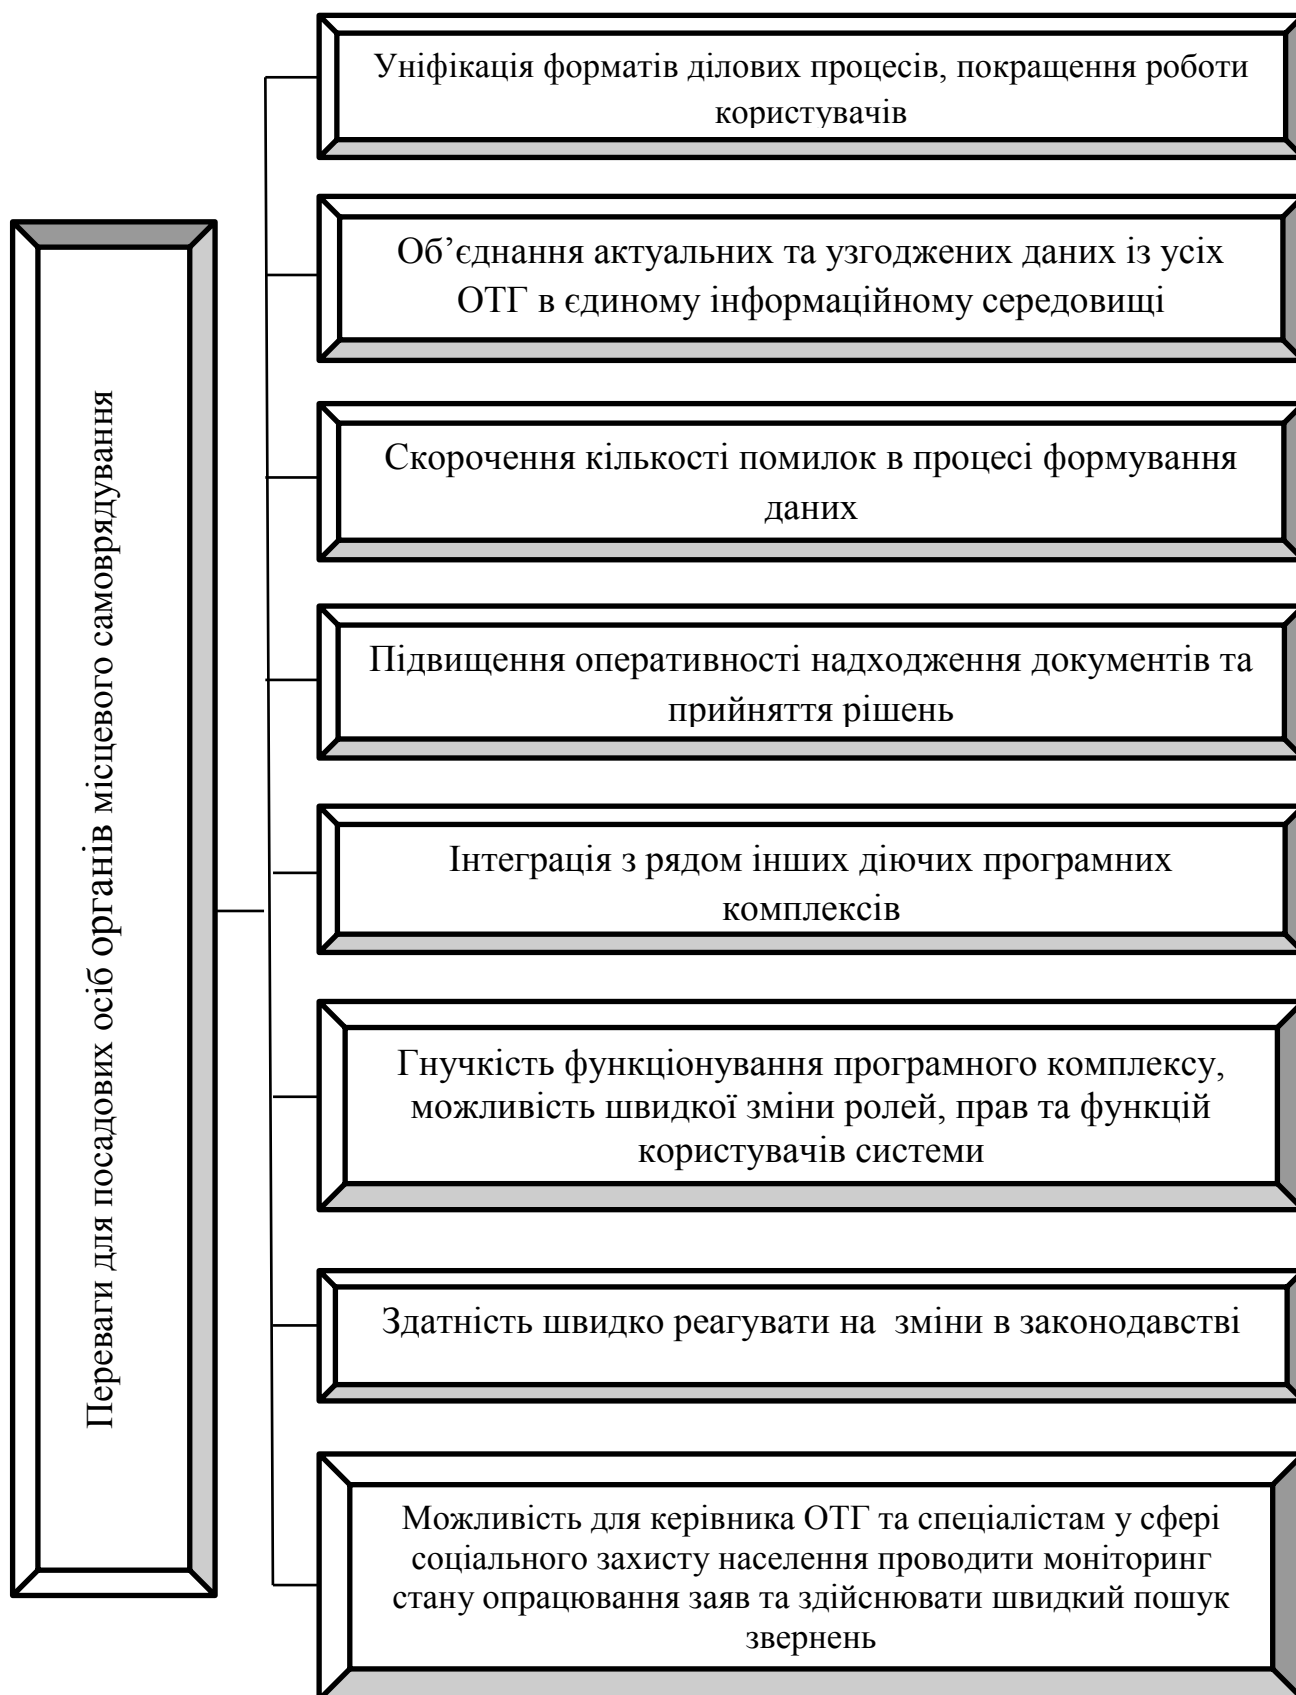 Переваги для посадових осіб органів місцевого самоврядування
Уніфікація форматів ділових процесів, покращення роботи
користувачів
Об’єднання актуальних та узгоджених даних із усіх
ОТГ в єдиному інформаційному середовищі
Скорочення кількості помилок в процесі формування
даних
Підвищення оперативності надходження документів та
прийняття рішень
Інтеграція з рядом інших діючих програмних
комплексів
Гнучкість функціонування програмного комплексу,
можливість швидкої зміни ролей, прав та функцій
користувачів системи
Здатність швидко реагувати на  зміни в законодавстві
Можливість для керівника ОТГ та спеціалістам у сфері
соціального захисту населення проводити моніторинг
стану опрацювання заяв та здійснювати швидкий пошук
звернень